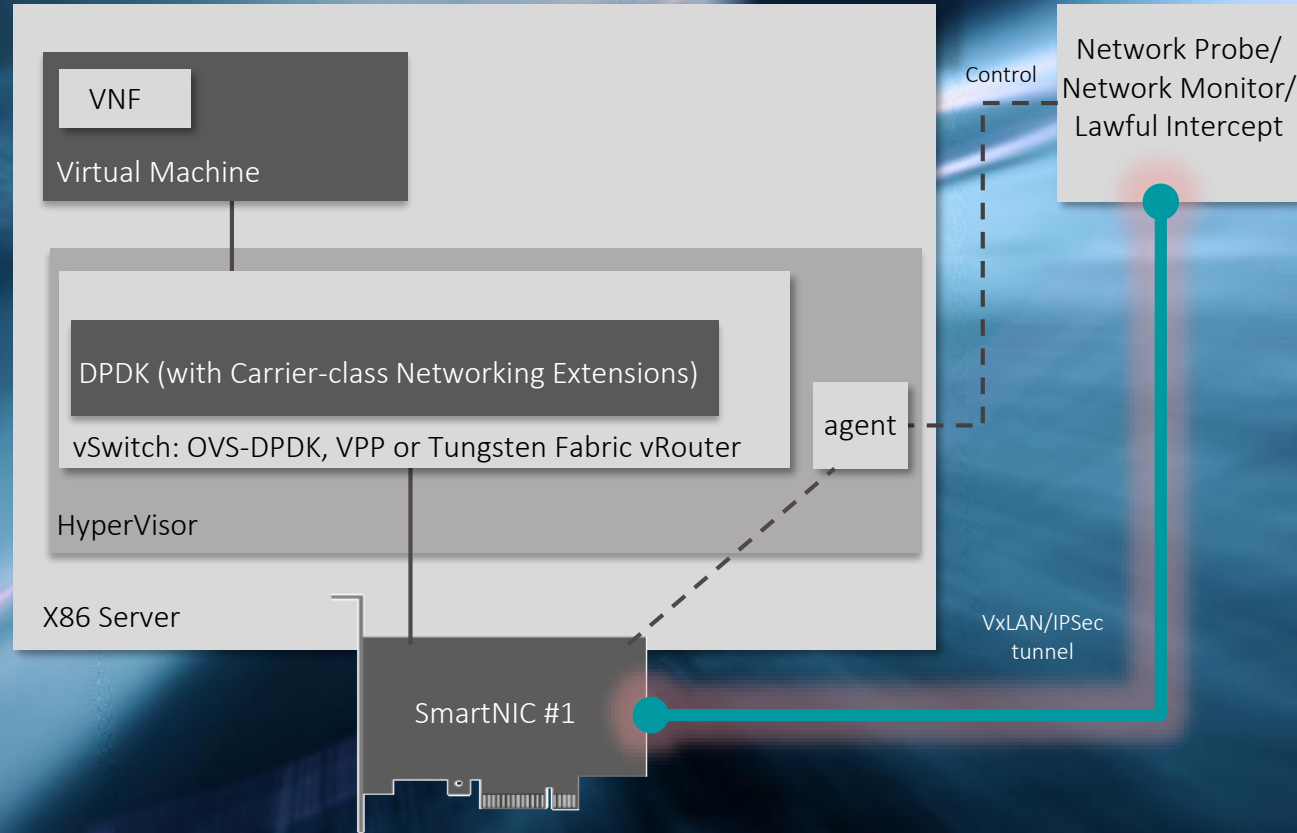 VNF
Virtual Machine
DPDK (with Carrier-class Networking Extensions)
vSwitch: OVS-DPDK, VPP or Tungsten Fabric vRouter
agent
HyperVisor
X86 Server
SmartNIC #1
Control
Network Probe/
Network Monitor/
Lawful Intercept
VxLAN/IPSec
tunnel